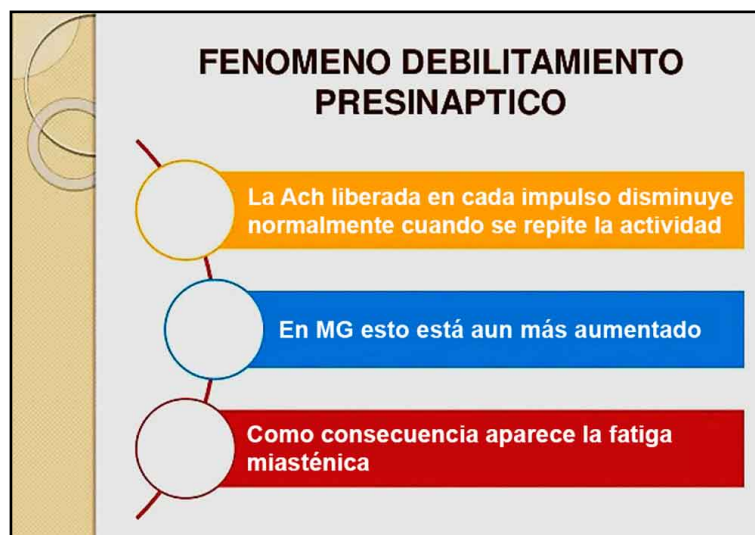 FENOMENO DEBILITAMIENTO
PRESINAPTICO
La Ach liberada en cada impulso disminuye
normalmente cuando se repite la actividad
En MG esto está aun más aumentado
Como consecuencia aparece la fatiga
miasténica